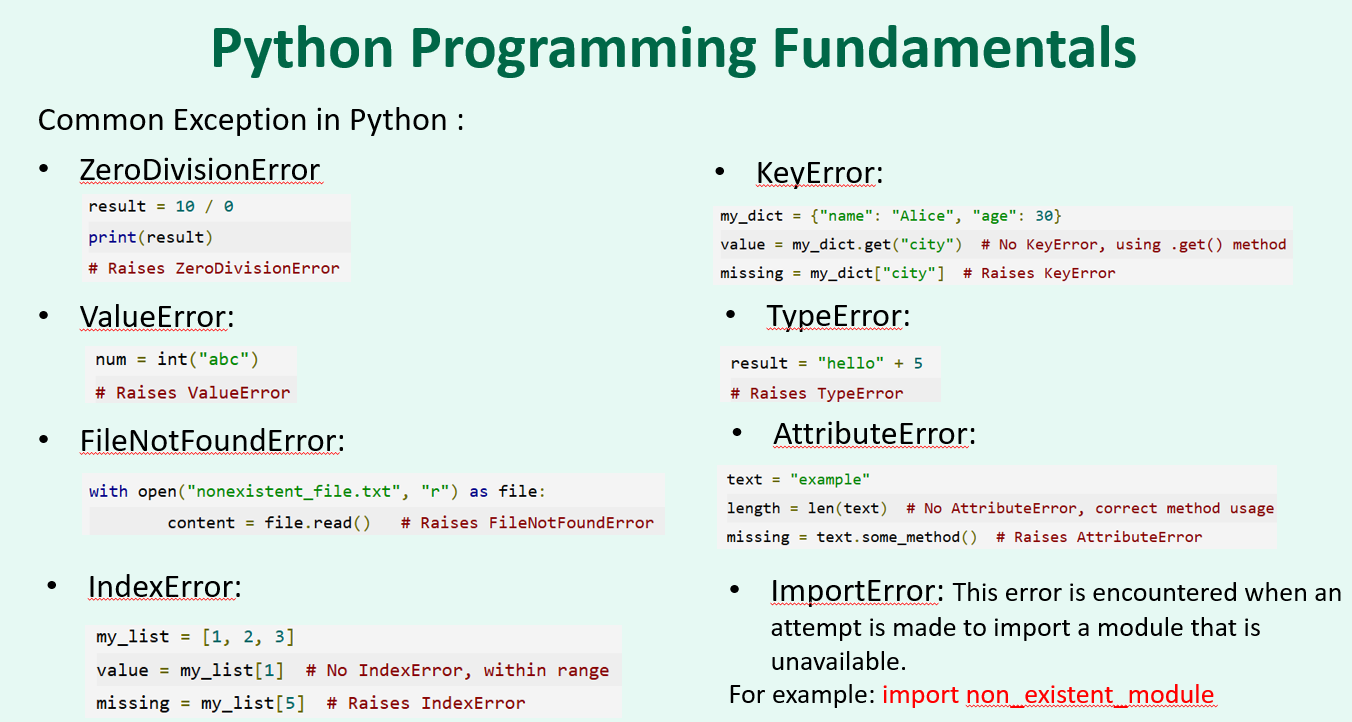 Python Programming Fundamentals
Common Exception in Python :
• ZeroDivisionError
result = 10 / 0
print(result)
# Raises ZeroDivisionError
• ValueError:
num = int("abc")
# Raises ValueError
• FileNotFoundError:
with open("nonexistent_file.txt", "r") as file:
content = file.read()   # Raises FileNotFoundError
• IndexError:
my_list = [1, 2, 3]
value = my_list[1]  # No IndexError, within range
missing = my_list[5]  # Raises IndexError
• KeyError:
my_dict = {"name": "Alice", "age": 30}
value = my_dict.get("city")  # No KeyError, using .get() method
missing = my_dict["city"]  # Raises KeyError
• TypeError:
result = "hello" + 5
# Raises TypeError
• AttributeError:
text = "example"
length = len(text)  # No AttributeError, correct method usage
missing = text.some_method()  # Raises AttributeError
• ImportError: This error is encountered when an
attempt is made to import a module that is
unavailable.
For example: import non_existent_module